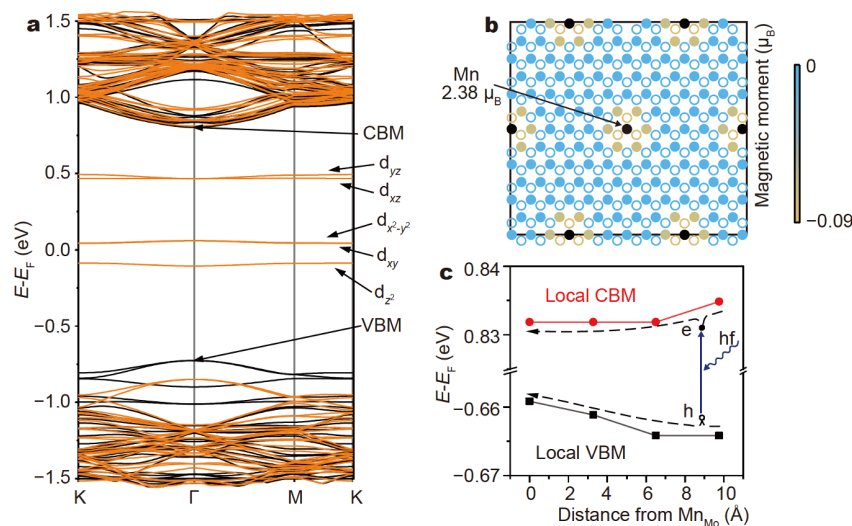 a
1.5
1.0
0.5
0.0
−0.5
−1.0
−1.5
E-E_F (eV)
K
Γ
M
K
CBM
d_yz
d_xz
d_x²-y²
d_xy
d_z²
VBM
b
Mn
2.38 μ_B
Magnetic moment (μ_B)
0
−0.09
c
0.84
0.83
−0.66
−0.67
E-E_F (eV)
Local CBM
e
hf
h
Local VBM
0
2
4
6
8
10
Distance from Mn_Mo (Å)